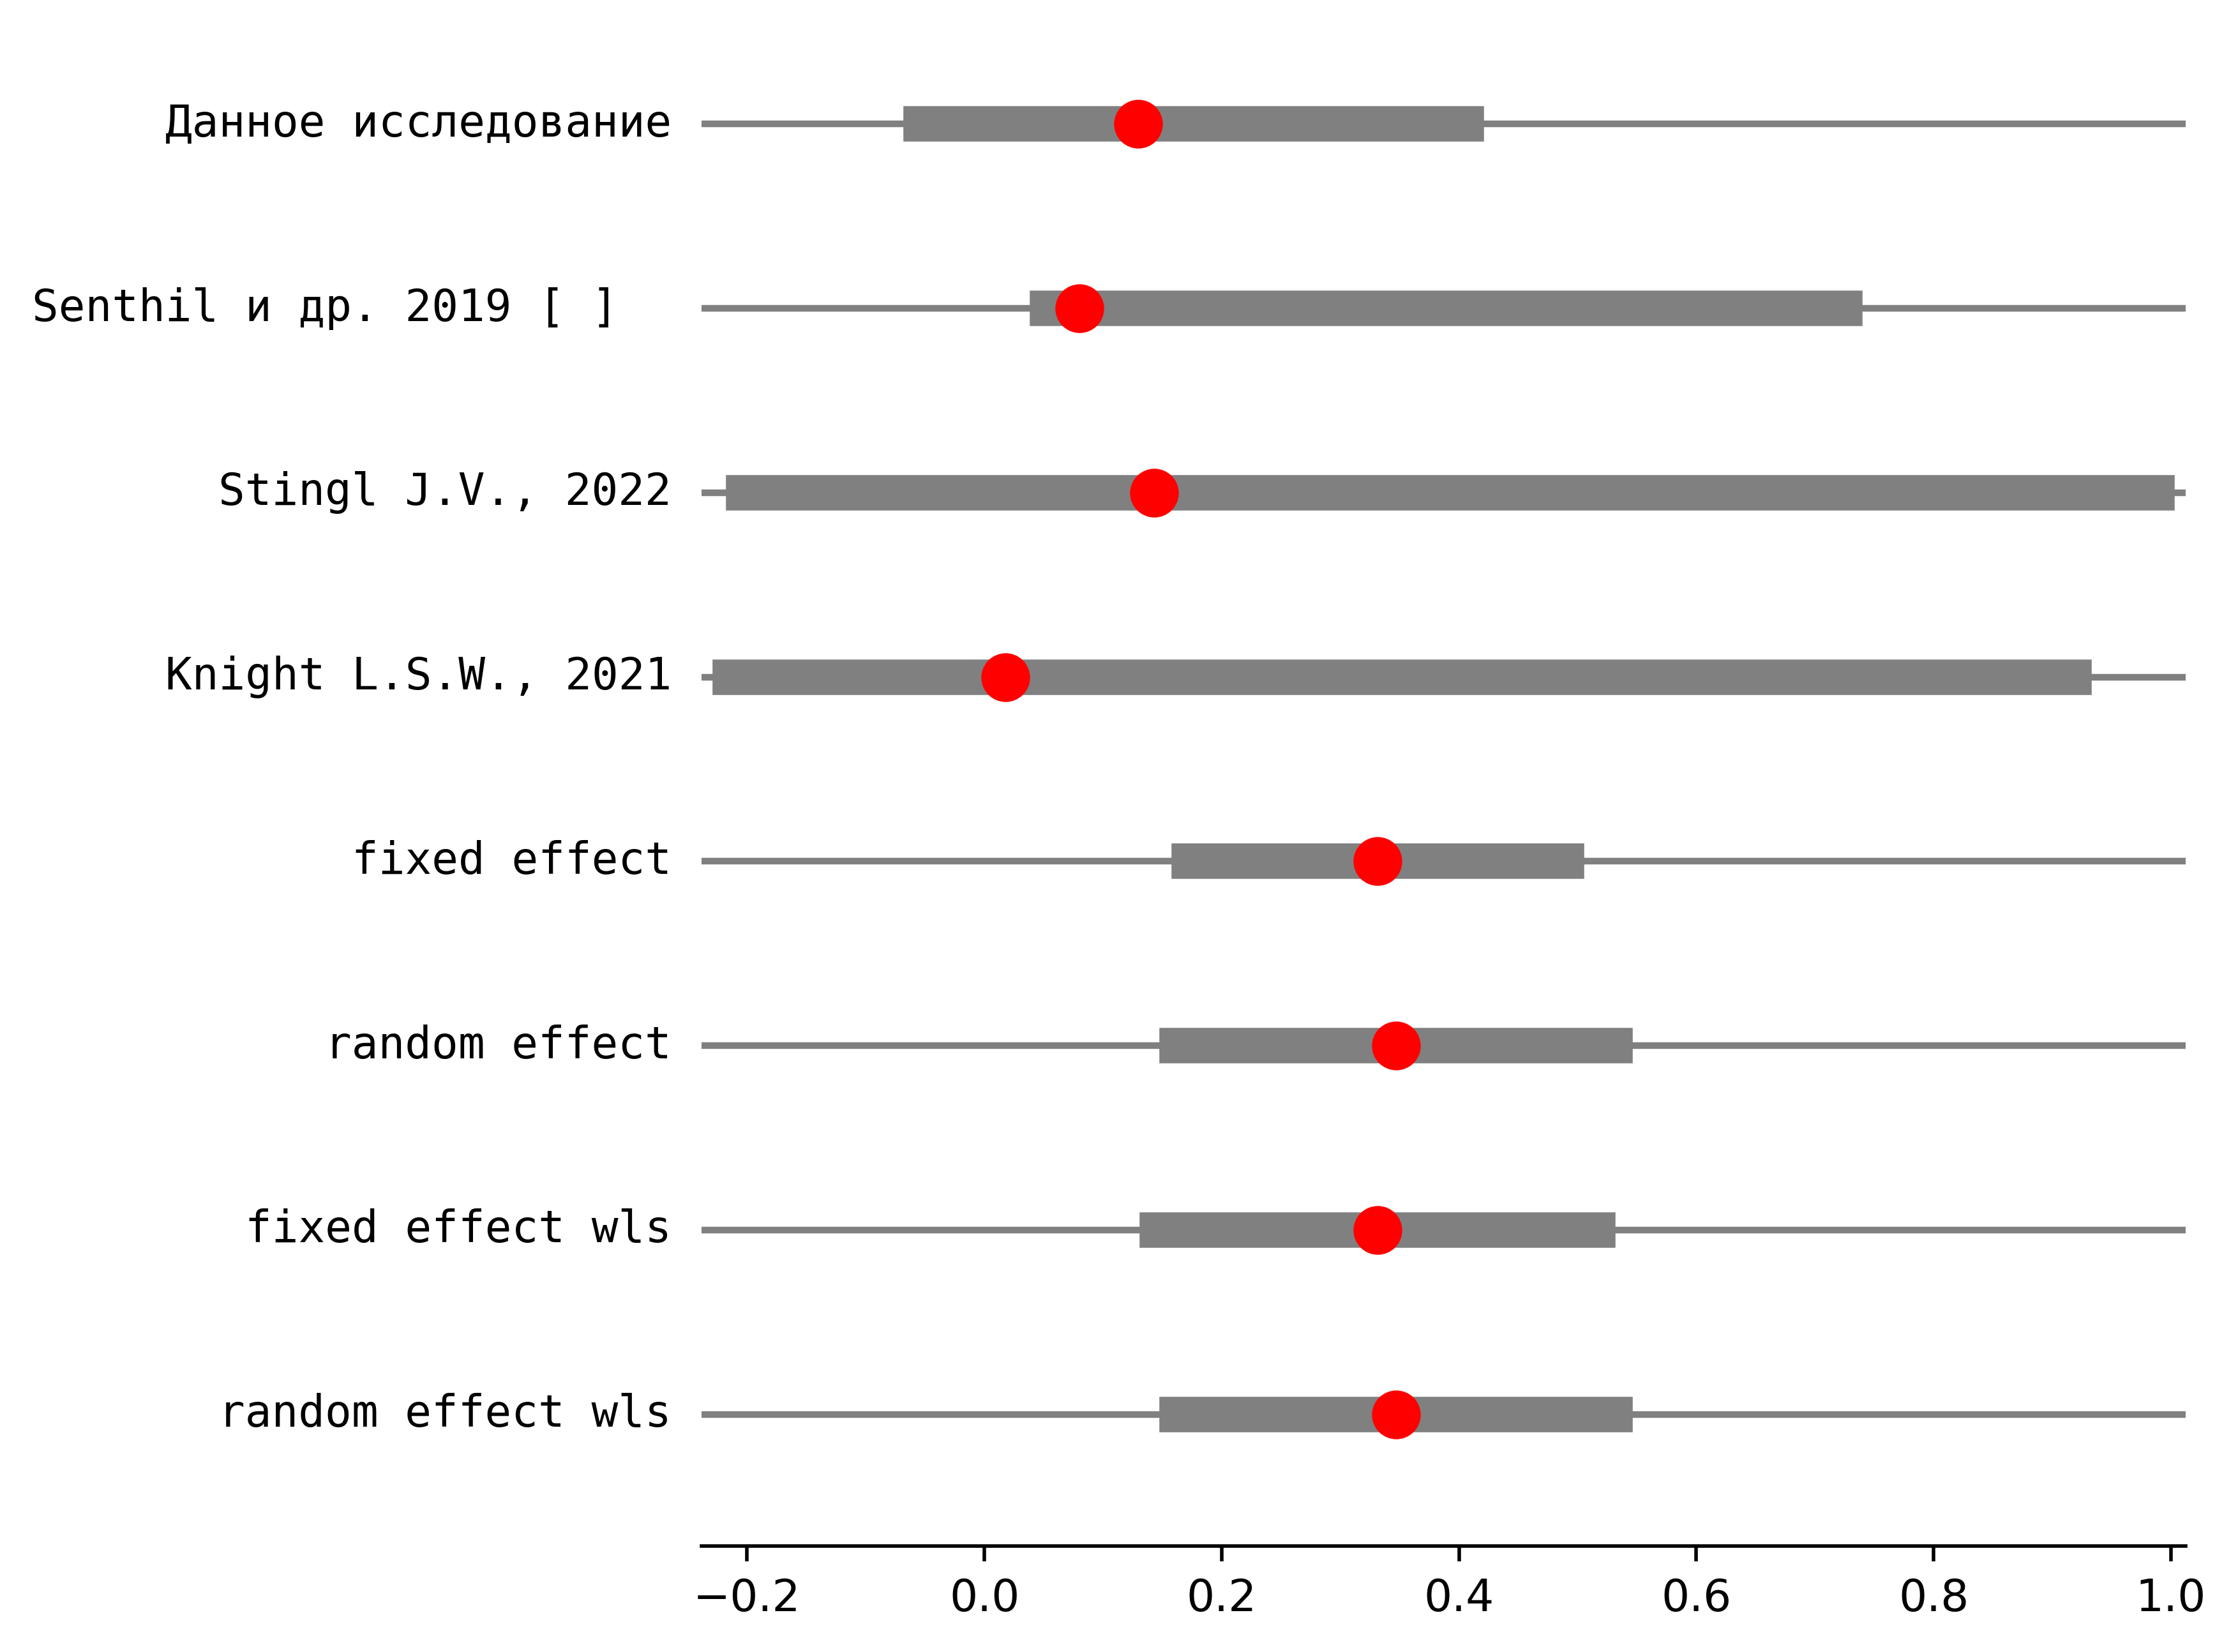 Данное исследование
Senthil и др. 2019 [ ]
Stingl J.V., 2022
Knight L.S.W., 2021
fixed effect
random effect
fixed effect wls
random effect wls
−0.2 0.0 0.2 0.4 0.6 0.8 1.0